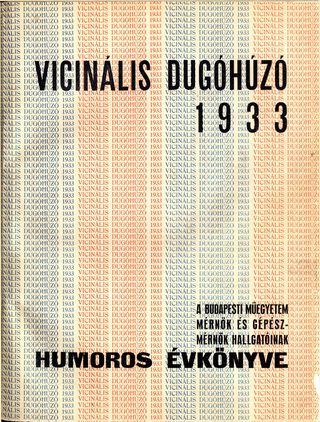 VICINÁLIS DUGÓHÚZÓ
1933
A BUDAPESTI MŰEGYETEM
MÉRNÖK ÉS GÉPÉSZ-
MÉRNÖK HALLGATÓINAK
HUMOROS ÉVKÖNYVE